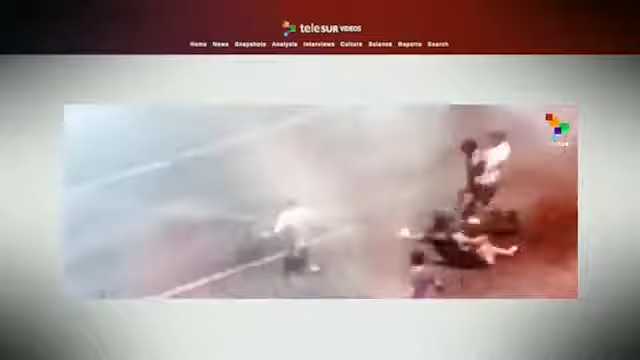 teleSUR VIDEOS
Home News Snapshots Analysis Interviews Culture Science Reports Search